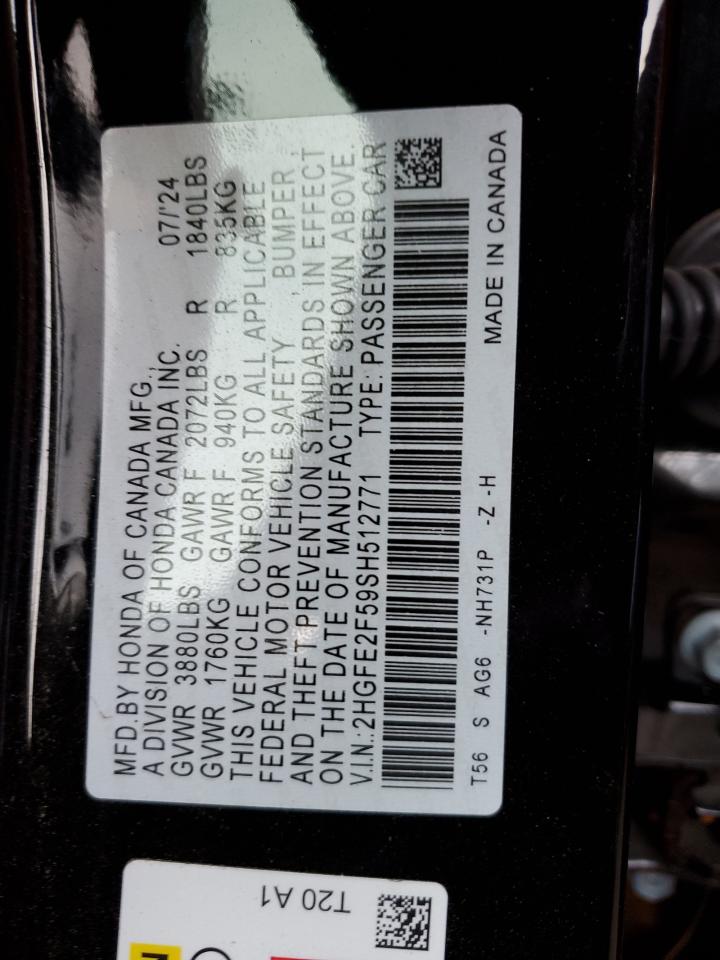 MFD.BY HONDA OF CANADA MFG.,
A DIVISION OF HONDA CANADA INC. 07/'24
GVWR 3880LBS GAWR F 2072LBS R 1840LBS
GVWR 1760KG GAWR F 940KG R 835KG
THIS VEHICLE CONFORMS TO ALL APPLICABLE
FEDERAL MOTOR VEHICLE SAFETY, BUMPER,
AND THEFT PREVENTION STANDARDS IN EFFECT
ON THE DATE OF MANUFACTURE SHOWN ABOVE.
V.I.N.:2HGFE2F59SH512771 TYPE: PASSENGER CAR
MADE IN CANADA
T56 S AG6 -NH731P -Z -H
T20 A1